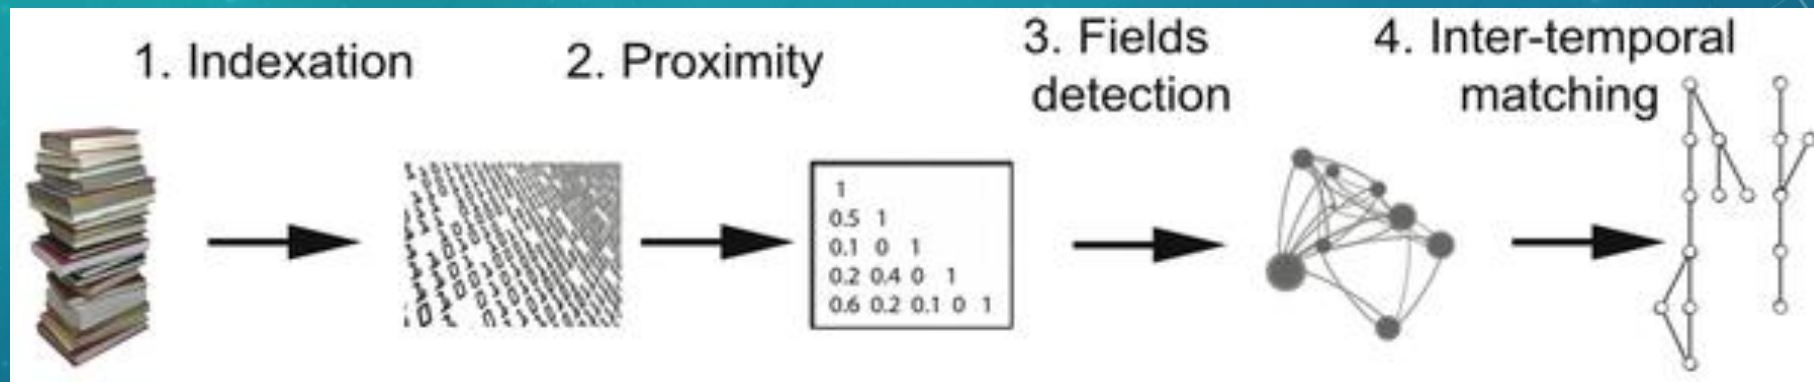 1. Indexation
2. Proximity
3. Fields
detection
4. Inter-temporal
matching
1
0.5 1
0.1 0 1
0.2 0.4 0 1
0.6 0.2 0.1 0 1